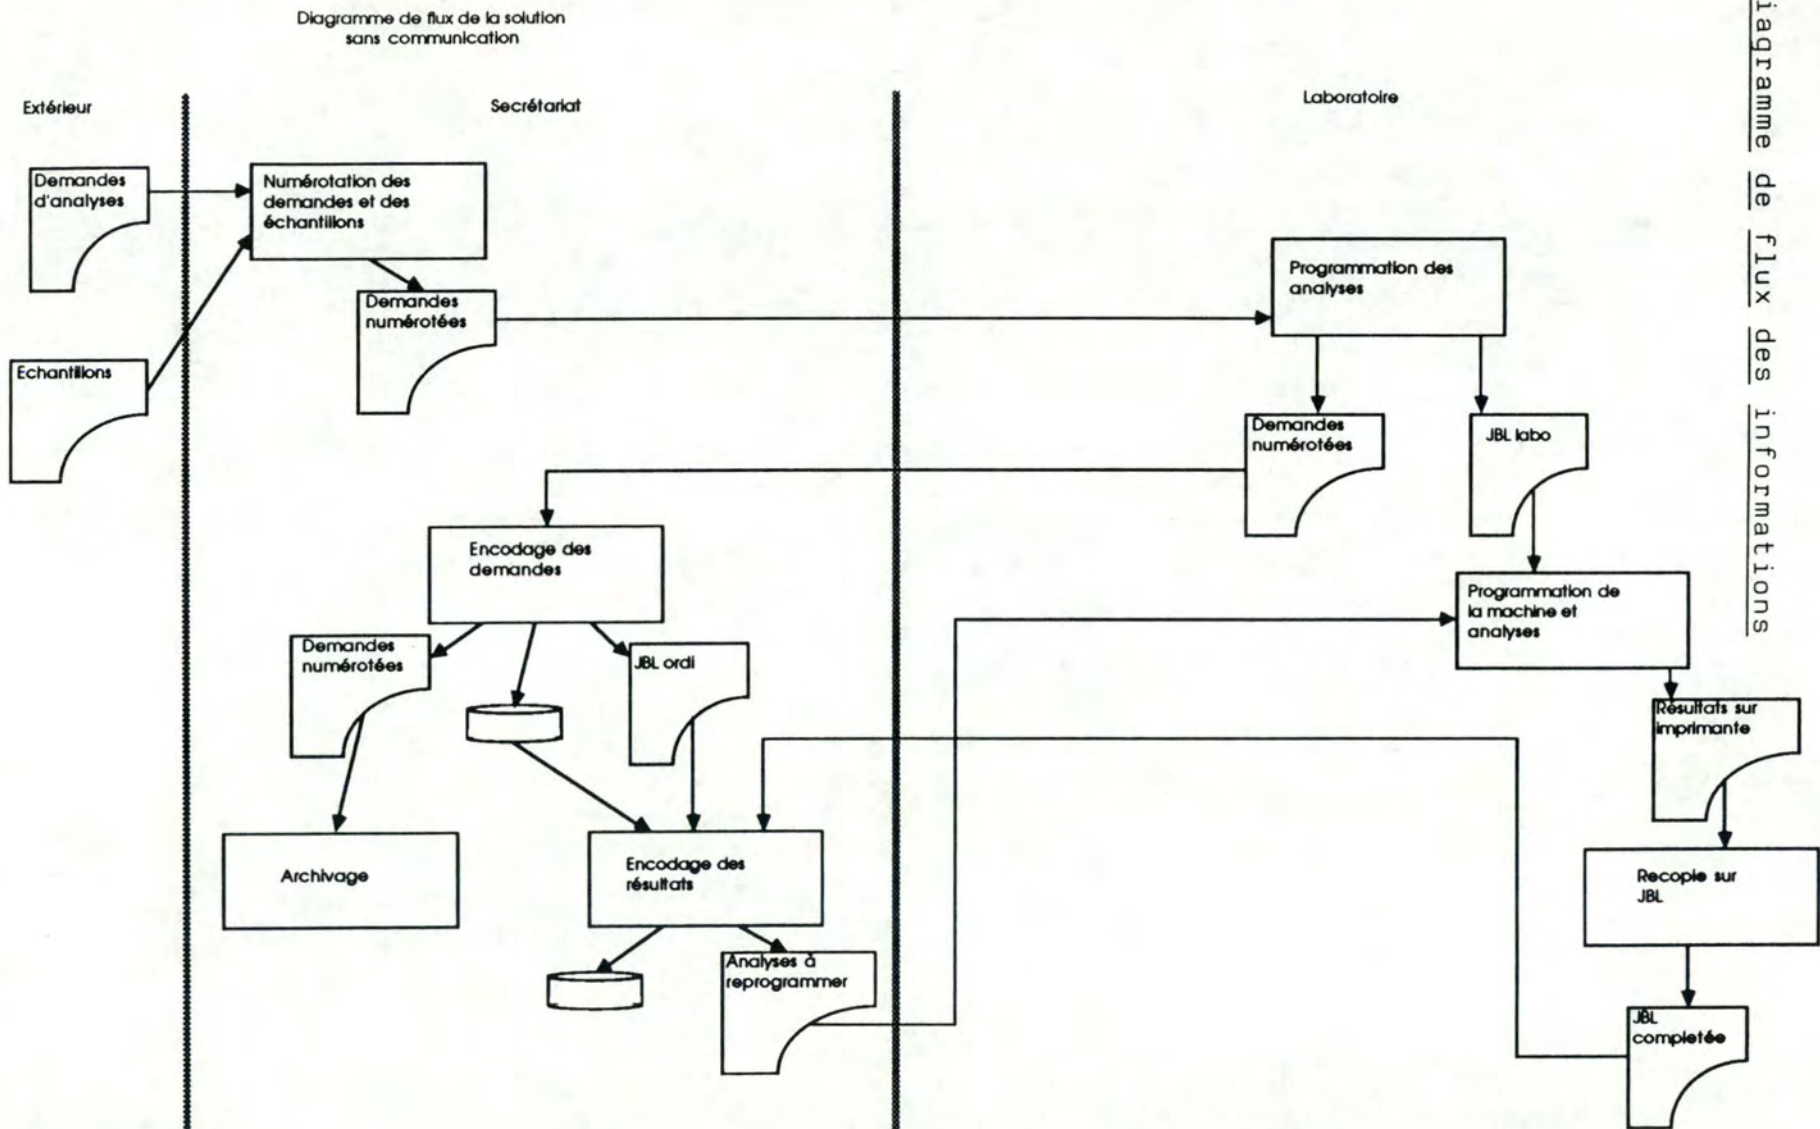 Diagramme de flux de la solution
sans communication
Extérieur
Secrétariat
Laboratoire
Demandes
d'analyses
Numérotation des
demandes et des
échantillons
Demandes
numérotées
Echantillons
Programmation des
analyses
Demandes
numérotées
JBL labo
Encodage des
demandes
Programmation de
la machine et
analyses
Demandes
numérotées
JBL ordi
Résultats sur
imprimante
Archivage
Encodage des
résultats
Recopie sur
JBL
Analyses à
reprogrammer
JBL
completée
iagramme de flux des informations